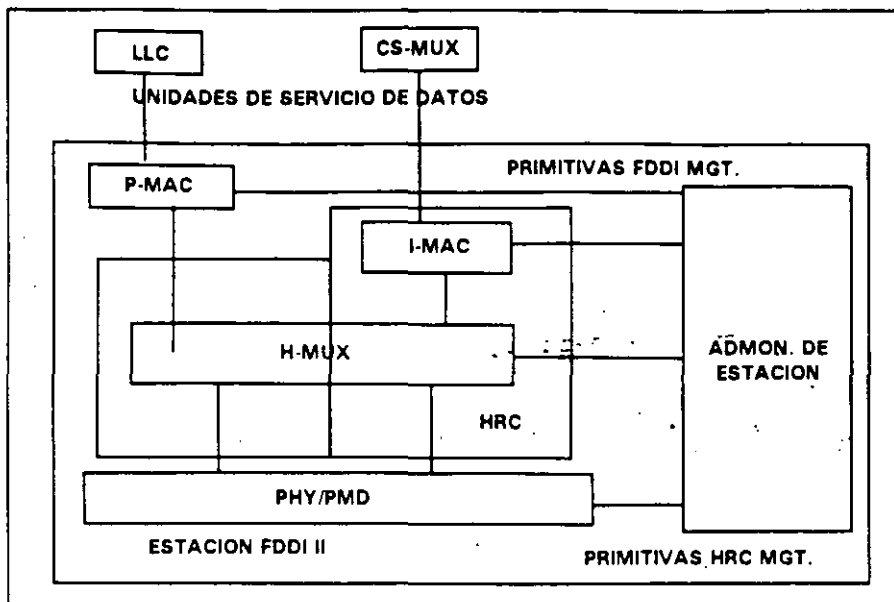 LLC
CS-MUX
UNIDADES DE SERVICIO DE DATOS
PRIMITIVAS FDDI MGT.
P-MAC
I-MAC
H-MUX
ADMON. DE
ESTACION
HRC
PHY/PMD
ESTACION FDDI II
PRIMITIVAS HRC MGT.